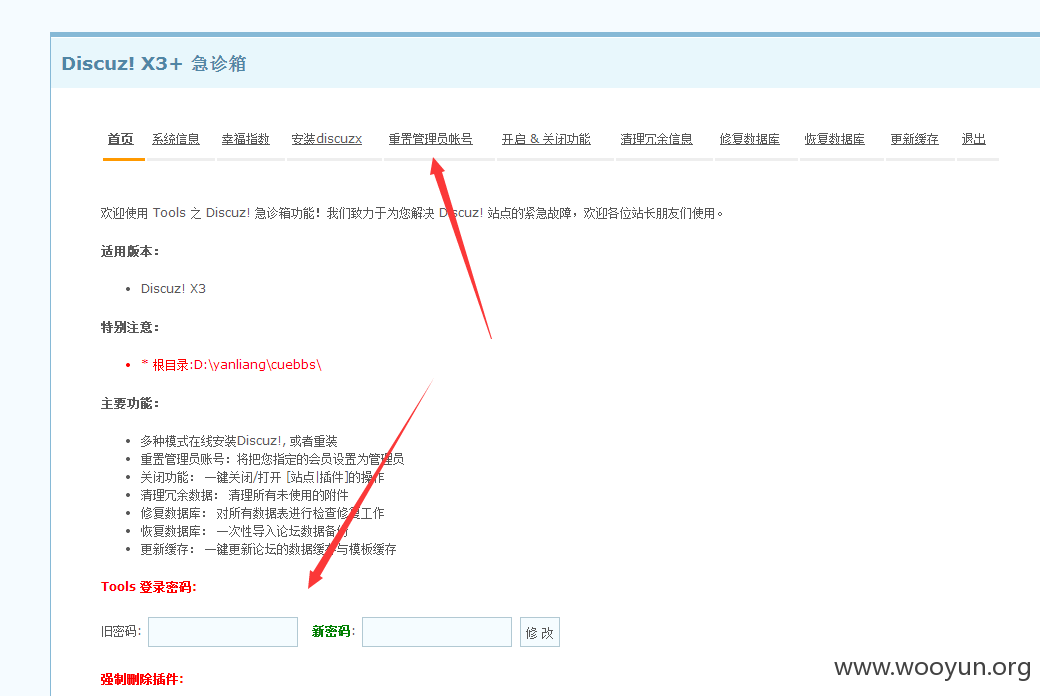 Discuz! X3+ 急诊箱
首页 系统信息 幸福指数 安装discuzx 重置管理员帐号 开启 & 关闭功能 清理冗余信息 修复数据库 恢复数据库 更新缓存 退出
欢迎使用 Tools 之 Discuz! 急诊箱功能！我们致力于为您解决 Discuz! 站点的紧急故障，欢迎各位站长朋友们使用。
适用版本：
Discuz! X3
特别注意：
* 根目录:D:\yanliang\cuebbs\
主要功能：
多种模式在线安装Discuz!, 或者重装
重置管理员账号：将把您指定的会员设置为管理员
关闭功能： 一键关闭/打开 [站点|插件]的操作
清理冗余数据： 清理所有未使用的附件
修复数据库： 对所有数据表进行检查修复工作
恢复数据库： 一次性导入论坛数据备份
更新缓存： 一键更新论坛的数据缓存与模板缓存
Tools 登录密码:
旧密码: 新密码: 修 改
强制删除插件:
www.wooyun.org